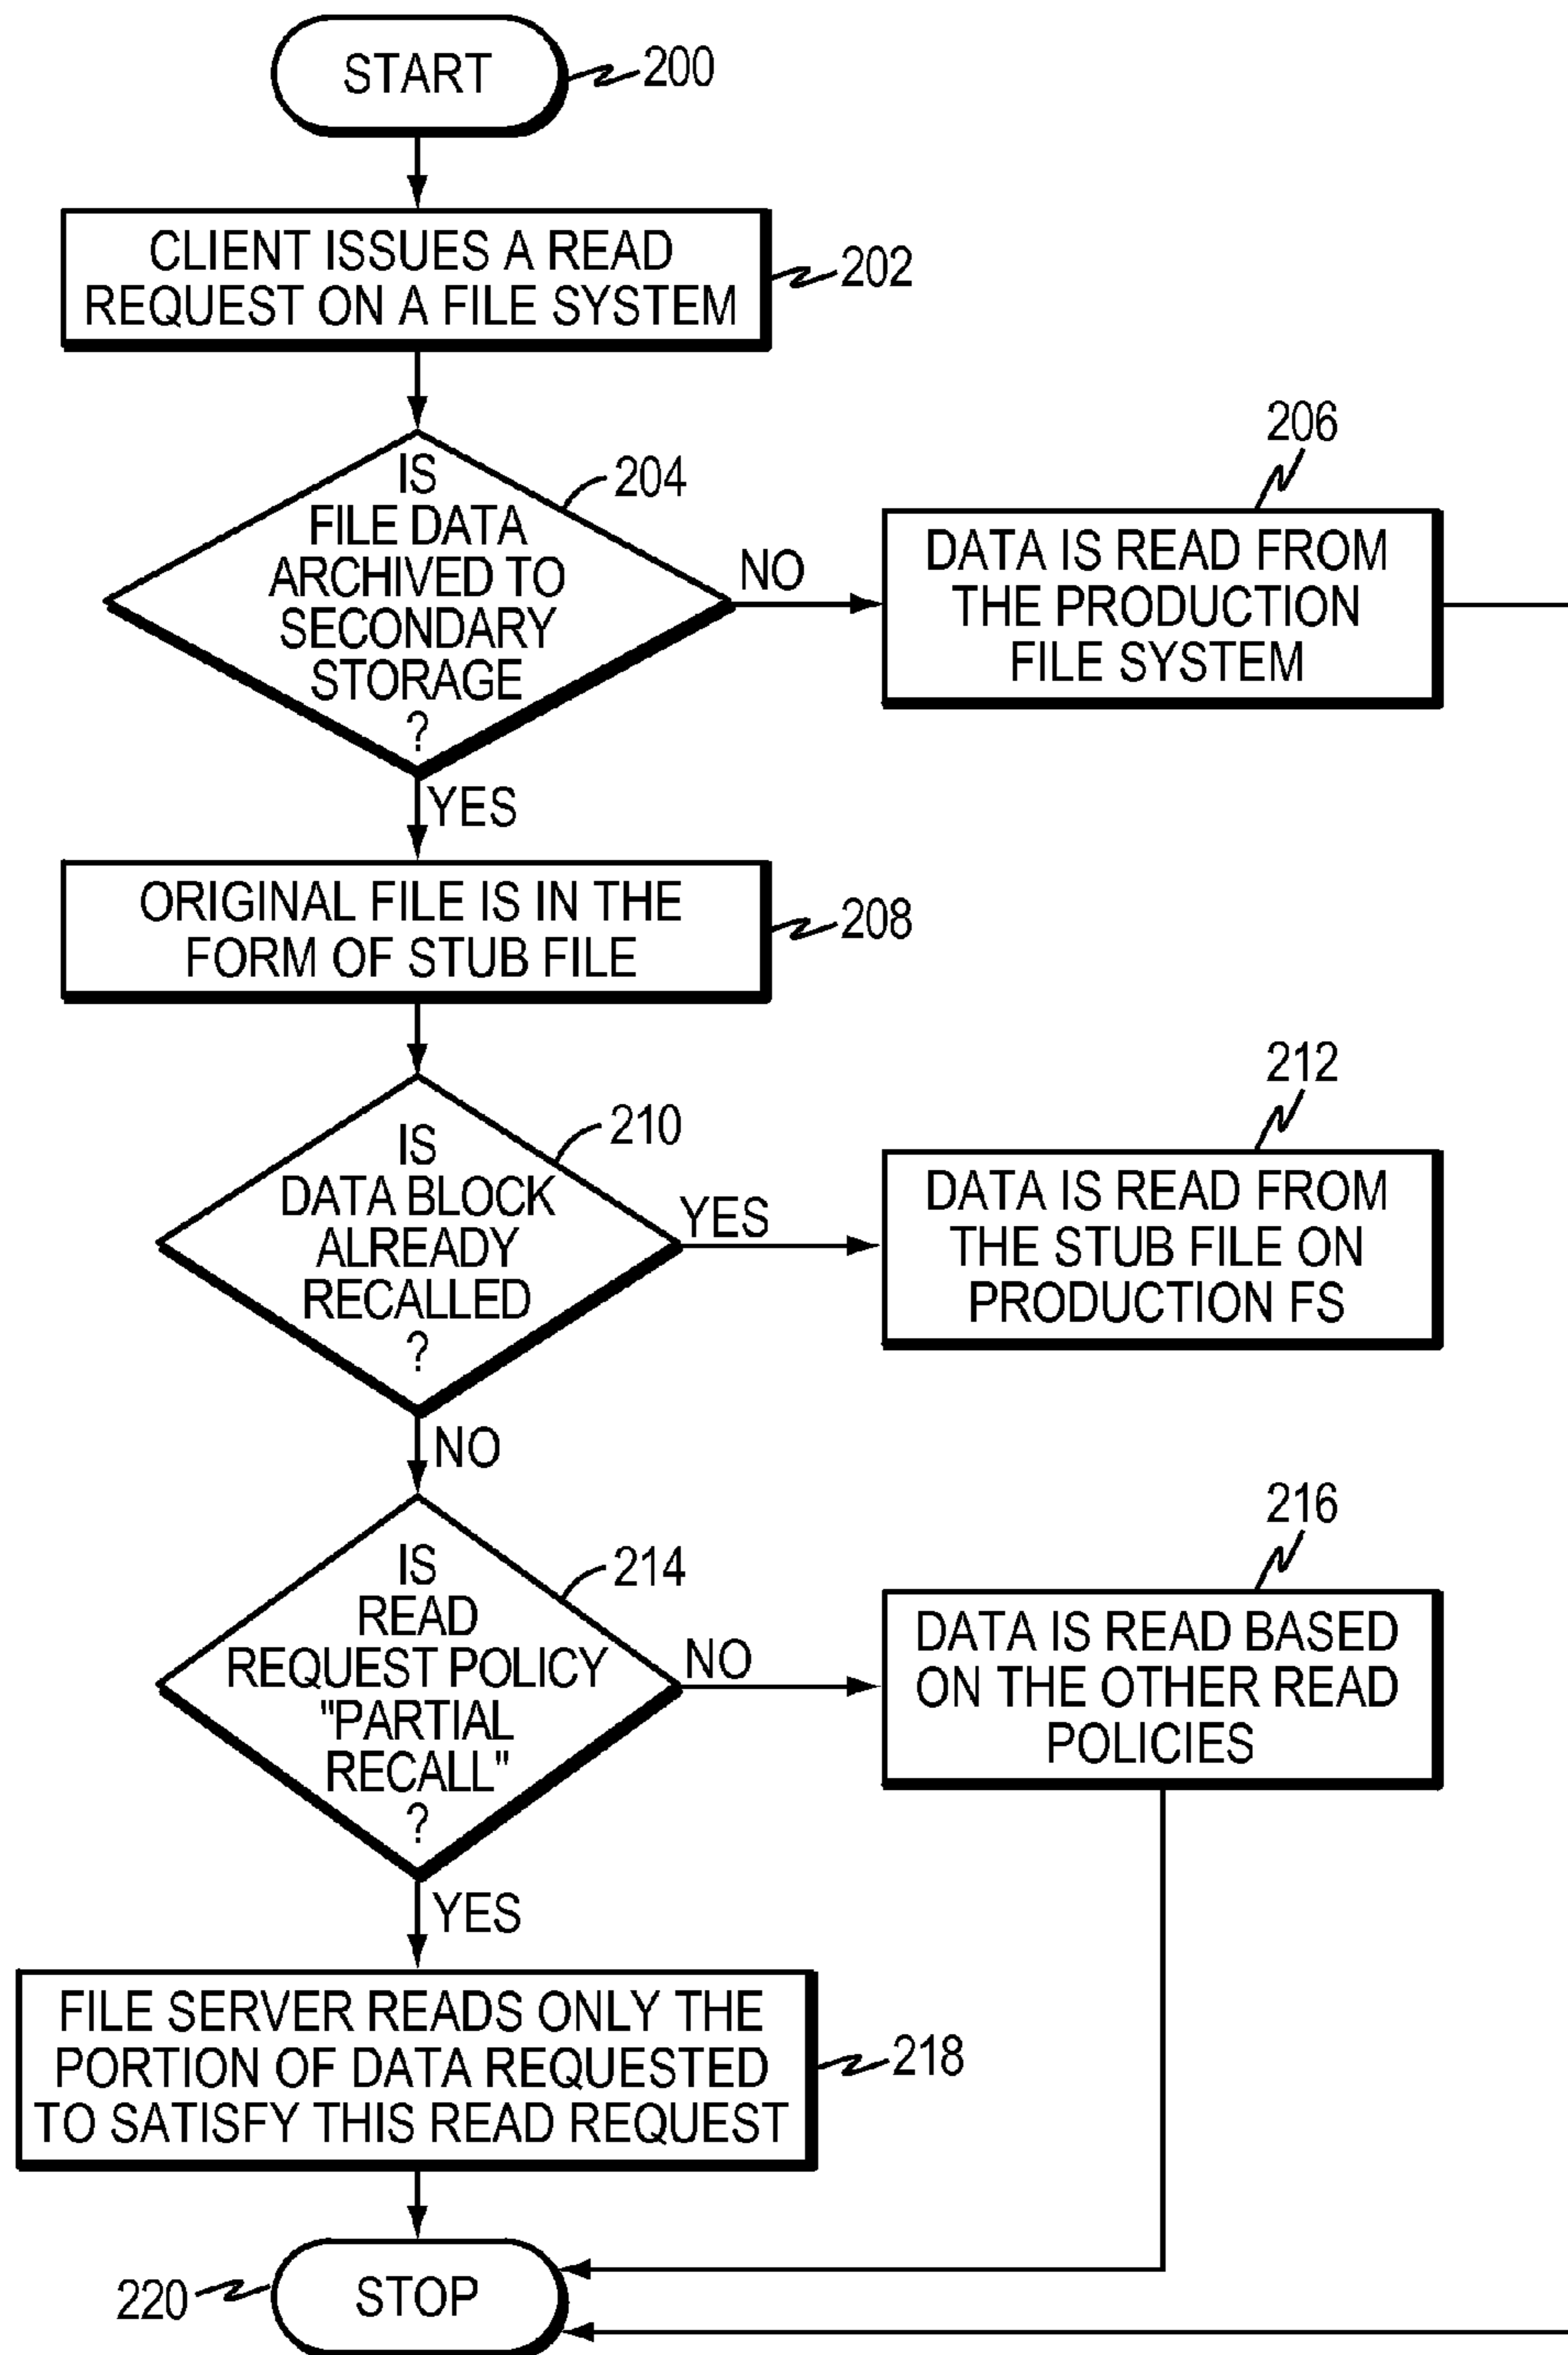 START
200
CLIENT ISSUES A READ
REQUEST ON A FILE SYSTEM
202
IS
FILE DATA
ARCHIVED TO
SECONDARY
STORAGE
?
204
NO
206
DATA IS READ FROM
THE PRODUCTION
FILE SYSTEM
YES
ORIGINAL FILE IS IN THE
FORM OF STUB FILE
208
IS
DATA BLOCK
ALREADY
RECALLED
?
210
YES
212
DATA IS READ FROM
THE STUB FILE ON
PRODUCTION FS
NO
IS
READ
REQUEST POLICY
"PARTIAL
RECALL"
?
214
NO
216
DATA IS READ BASED
ON THE OTHER READ
POLICIES
YES
FILE SERVER READS ONLY THE
PORTION OF DATA REQUESTED
TO SATISFY THIS READ REQUEST
218
220
STOP